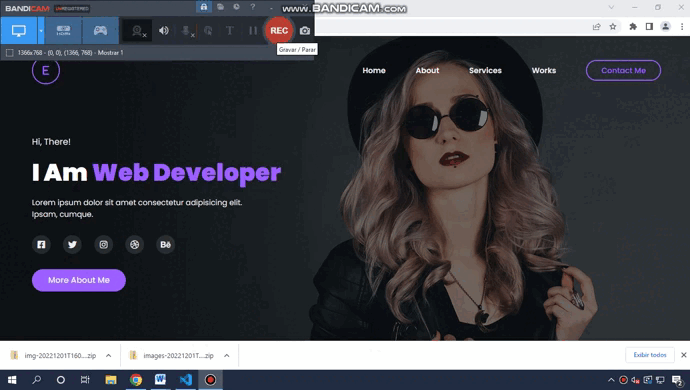 BANDICAM UNREGISTERED
www.BANDICAM.com
REC
1366x768 - (0, 0), (1366, 768) - Mostrar 1
Gravar / Parar
E
Home
About
Services
Works
Contact Me
Hi, There!
I Am Web Developer
Lorem ipsum dolor sit amet consectetur adipisicing elit.
Ipsam, cumque.
Bē
More About Me
img-20221201T160....zip
images-20221201T....zip
Exibir todos